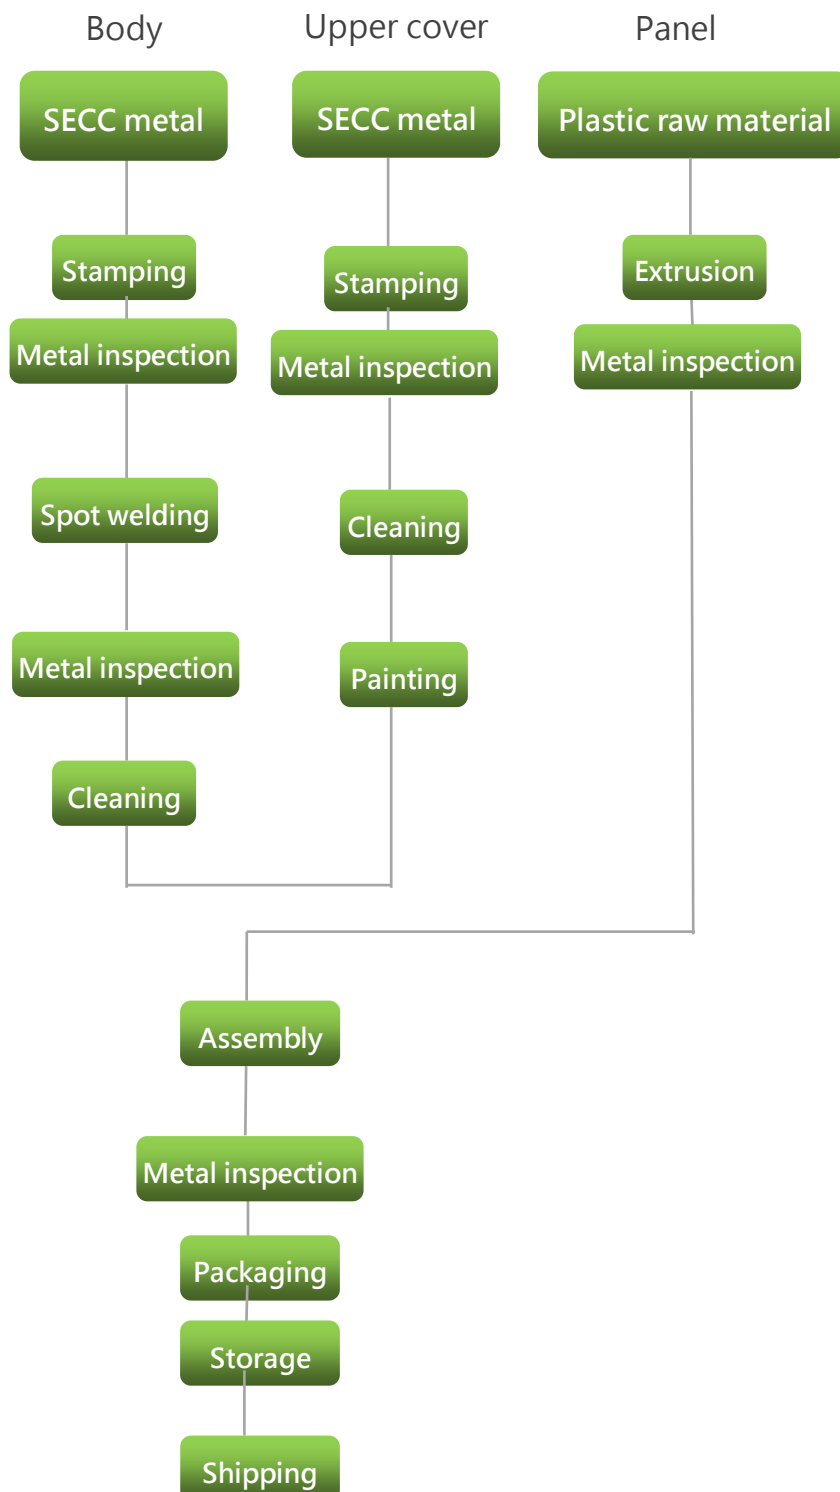 Body
Upper cover
Panel
SECC metal
SECC metal
Plastic raw material
Stamping
Stamping
Extrusion
Metal inspection
Metal inspection
Metal inspection
Spot welding
Cleaning
Metal inspection
Painting
Cleaning
Assembly
Metal inspection
Packaging
Storage
Shipping